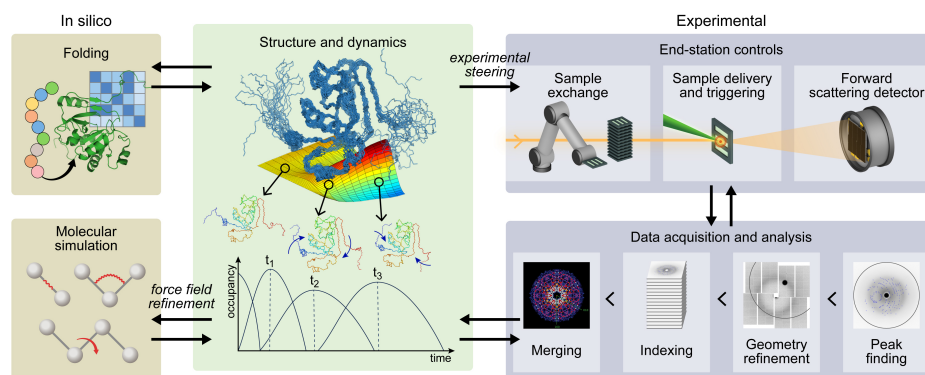 In silico
Folding
Molecular
simulation
Structure and dynamics
t1
t2
t3
occupancy
time
force field
refinement
experimental
steering
Experimental
End-station controls
Sample
exchange
Sample delivery
and triggering
Forward
scattering detector
Data acquisition and analysis
Merging
<
Indexing
<
Geometry
refinement
<
Peak
finding